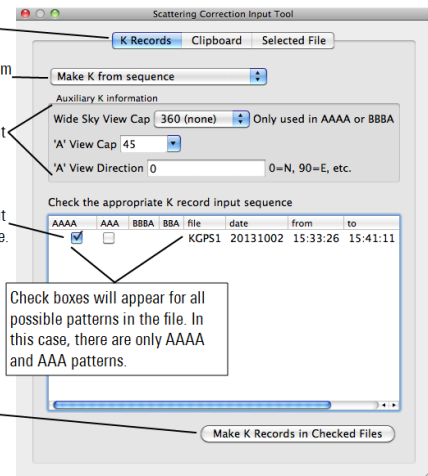 Scattering Correction Input Tool
K Records Clipboard Selected File
Make K from sequence
Auxiliary K information
Wide Sky View Cap 360 (none) Only used in AAAA or BBBA
'A' View Cap 45
'A' View Direction 0 0=N, 90=E, etc.
Check the appropriate K record input sequence
AAAA AAA BBBA BBA file date from to
KGPS1 20131002 15:33:26 15:41:11
Check boxes will appear for all
possible patterns in the file. In
this case, there are only AAAA
and AAA patterns.
Make K Records in Checked Files